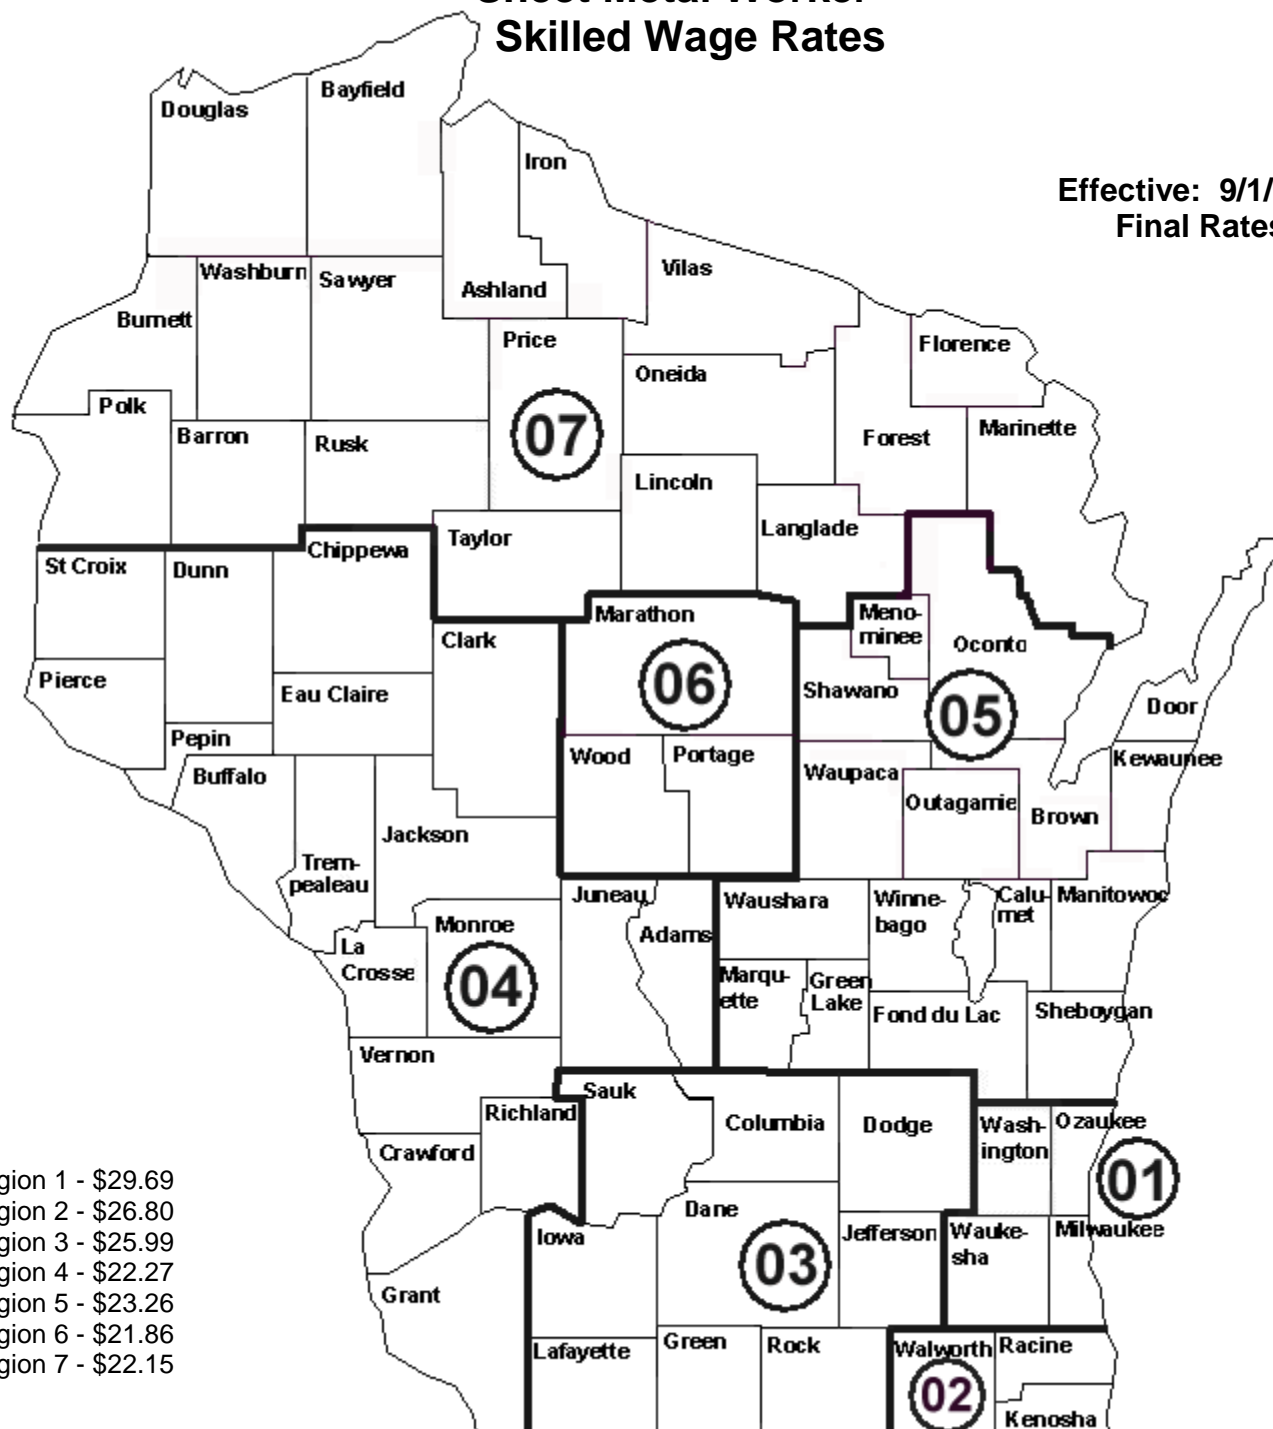 Sheet Metal Worker
Skilled Wage Rates
Effective: 9/1/
Final Rates
Douglas
Bayfield
Iron
Vilas
Washburn
Sawyer
Ashland
Burnett
Price
Florence
Oneida
Polk
Barron
Rusk
07
Forest
Marinette
Lincoln
Langlade
Taylor
Chippewa
St Croix
Dunn
Marathon
Meno-
minee
Clark
Oconto
Pierce
Eau Claire
06
Shawano
05
Door
Pepin
Buffalo
Wood
Portage
Waupaca
Kewaunee
Outagamie
Brown
Jackson
Trem-
pealeau
Juneau
Waushara
Winne-
bago
Calu-
met
Manitowoc
Monroe
Adams
La
Crosse
04
Marqu-
ette
Green
Lake
Fond du Lac
Sheboygan
Vernon
Sauk
Richland
Columbia
Dodge
Wash-
ington
Ozaukee
Crawford
01
Dane
Iowa
03
Jefferson
Wauke-
sha
Milwaukee
Grant
Lafayette
Green
Rock
Walworth
Racine
02
Kenosha
gion 1 - $29.69
gion 2 - $26.80
gion 3 - $25.99
gion 4 - $22.27
gion 5 - $23.26
gion 6 - $21.86
gion 7 - $22.15